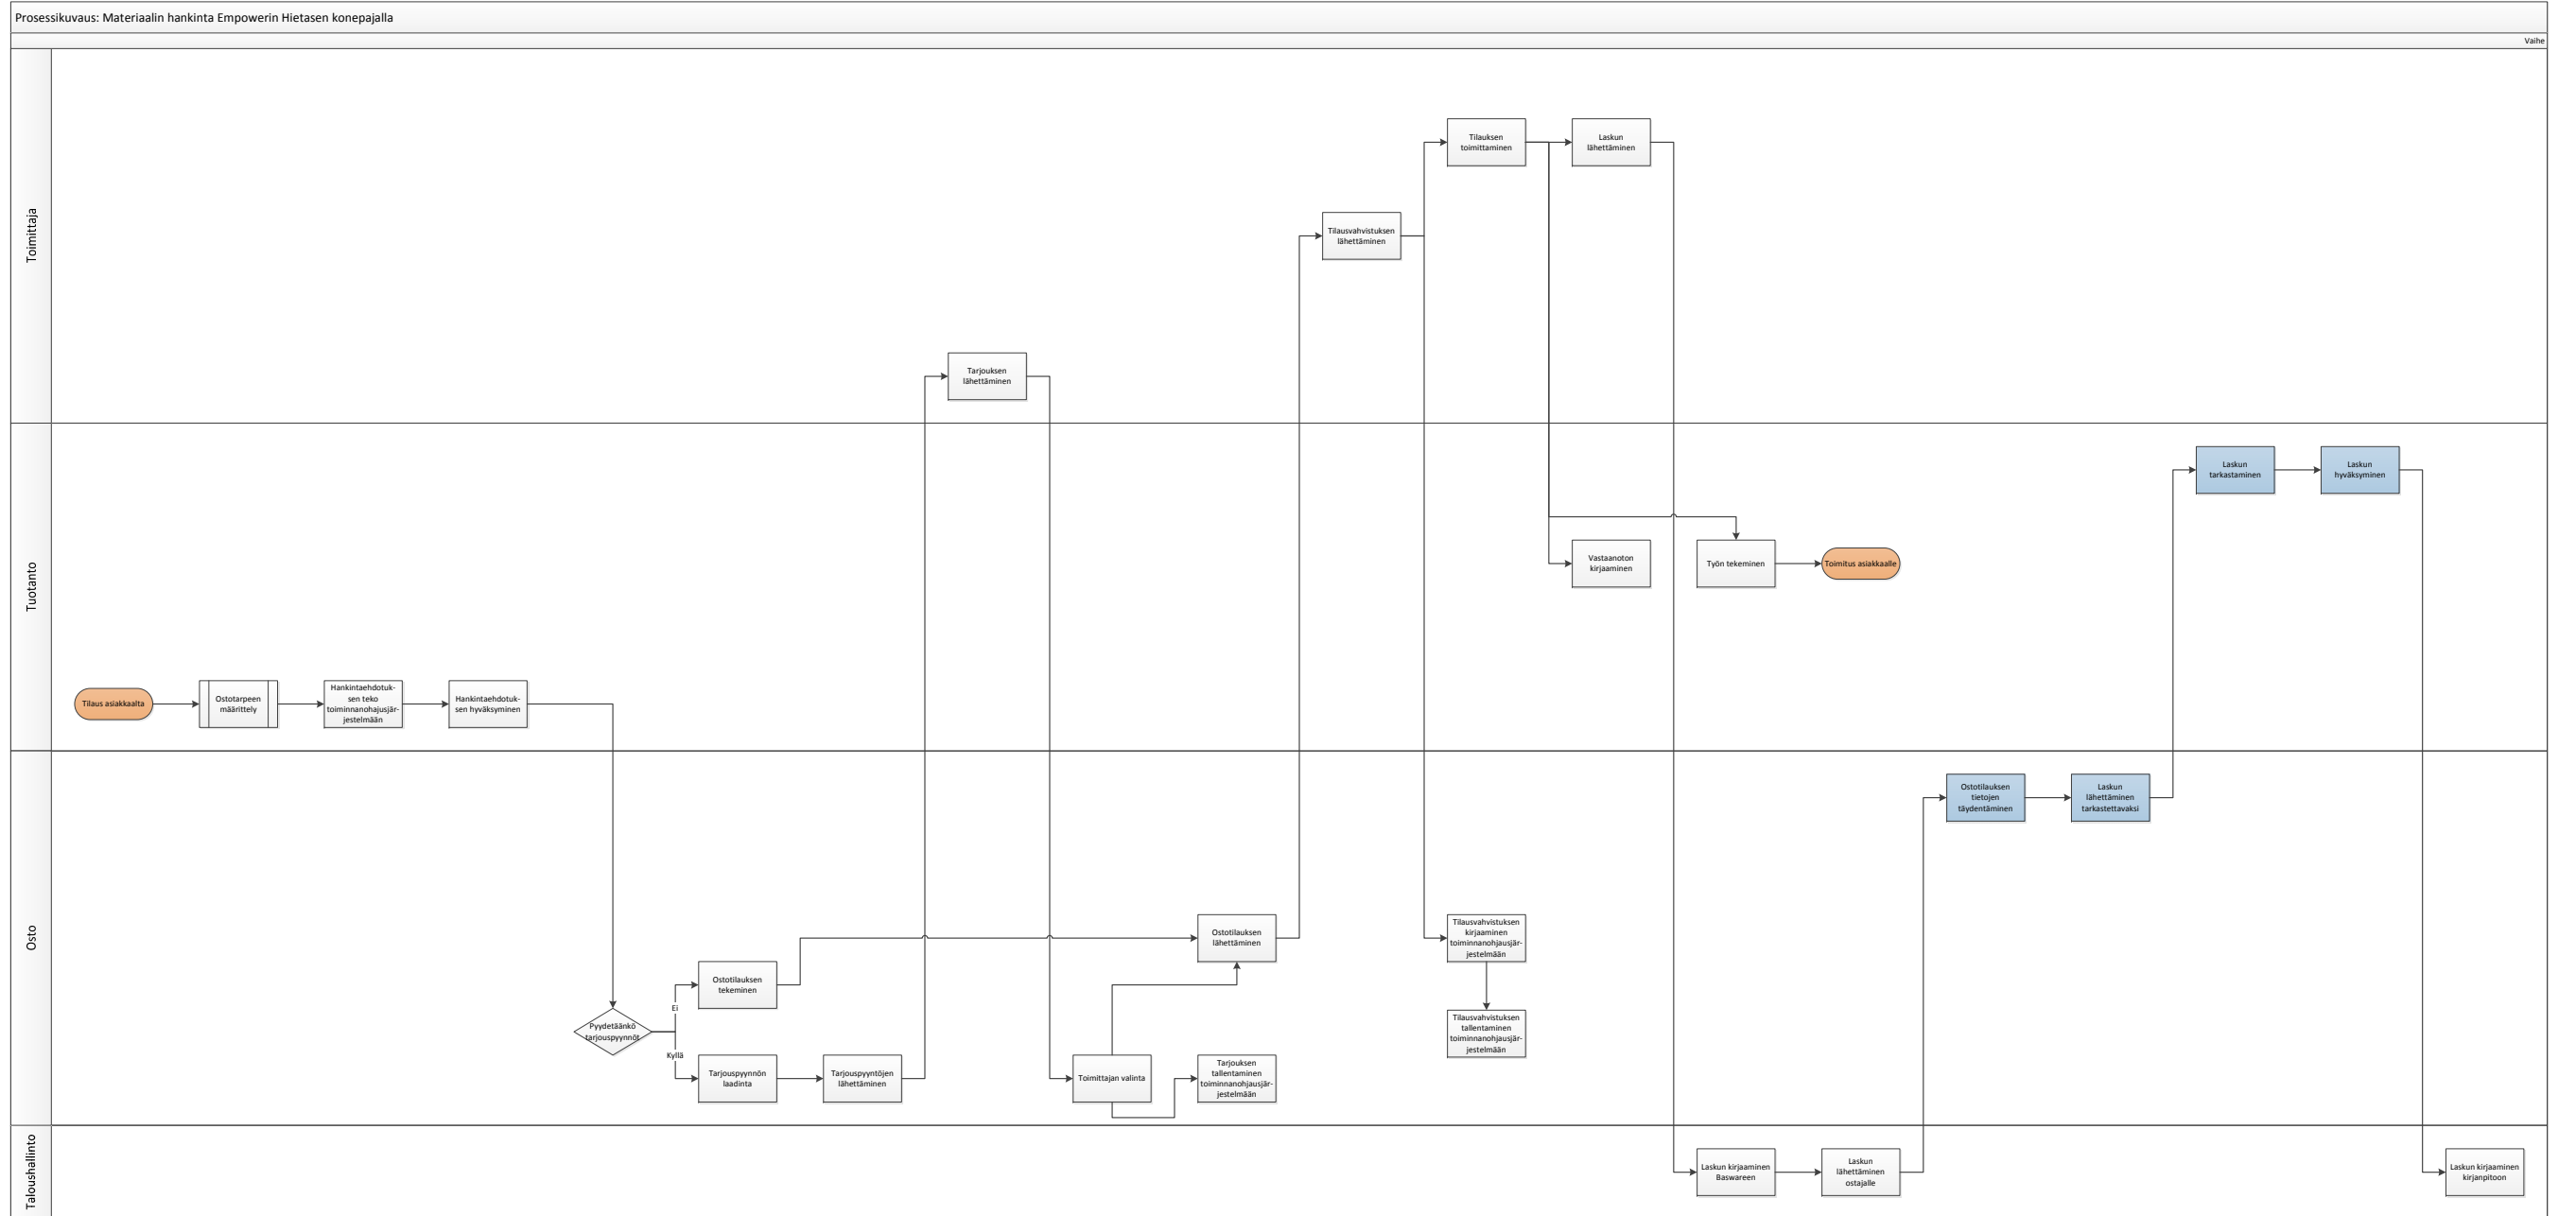 Prosessikuvaus: Materiaalin hankinta Empowerin Hietasen konepajalla
Vaihe
Toimittaja
Tilauksen
toimittaminen
Laskun
lähettäminen
Tilausvahvistuksen
lähettäminen
Tarjouksen
lähettäminen
Tuotanto
Laskun
tarkastaminen
Laskun
hyväksyminen
Vastaanoton
kirjaaminen
Työn tekeminen
Toimitus asiakkaalle
Tilaus asiakkaalta
Ostotarpeen
määrittely
Hankintaehdotuk-
sen teko
toiminnanohajusjär-
jestelmään
Hankintaehdotuk-
sen hyväksyminen
Osto
Ostotilauksen
tietojen
täydentäminen
Laskun
lähettäminen
tarkastettavaksi
Ostotilauksen
lähettäminen
Tilausvahvistuksen
kirjaaminen
toiminnanohjausjär-
jestelmään
Ostotilauksen
tekeminen
Ei
Pyydetäänkö
tarjouspyynnöt
Kyllä
Tilausvahvistuksen
tallentaminen
toiminnanohjausjär-
jestelmään
Tarjouspyynnön
laadinta
Tarjouspyyntöjen
lähettäminen
Toimittajan valinta
Tarjouksen
tallentaminen
toiminnanohjausjär-
jestelmään
Taloushallinto
Laskun kirjaaminen
Baswareen
Laskun
lähettäminen
ostajalle
Laskun kirjaaminen
kirjanpitoon